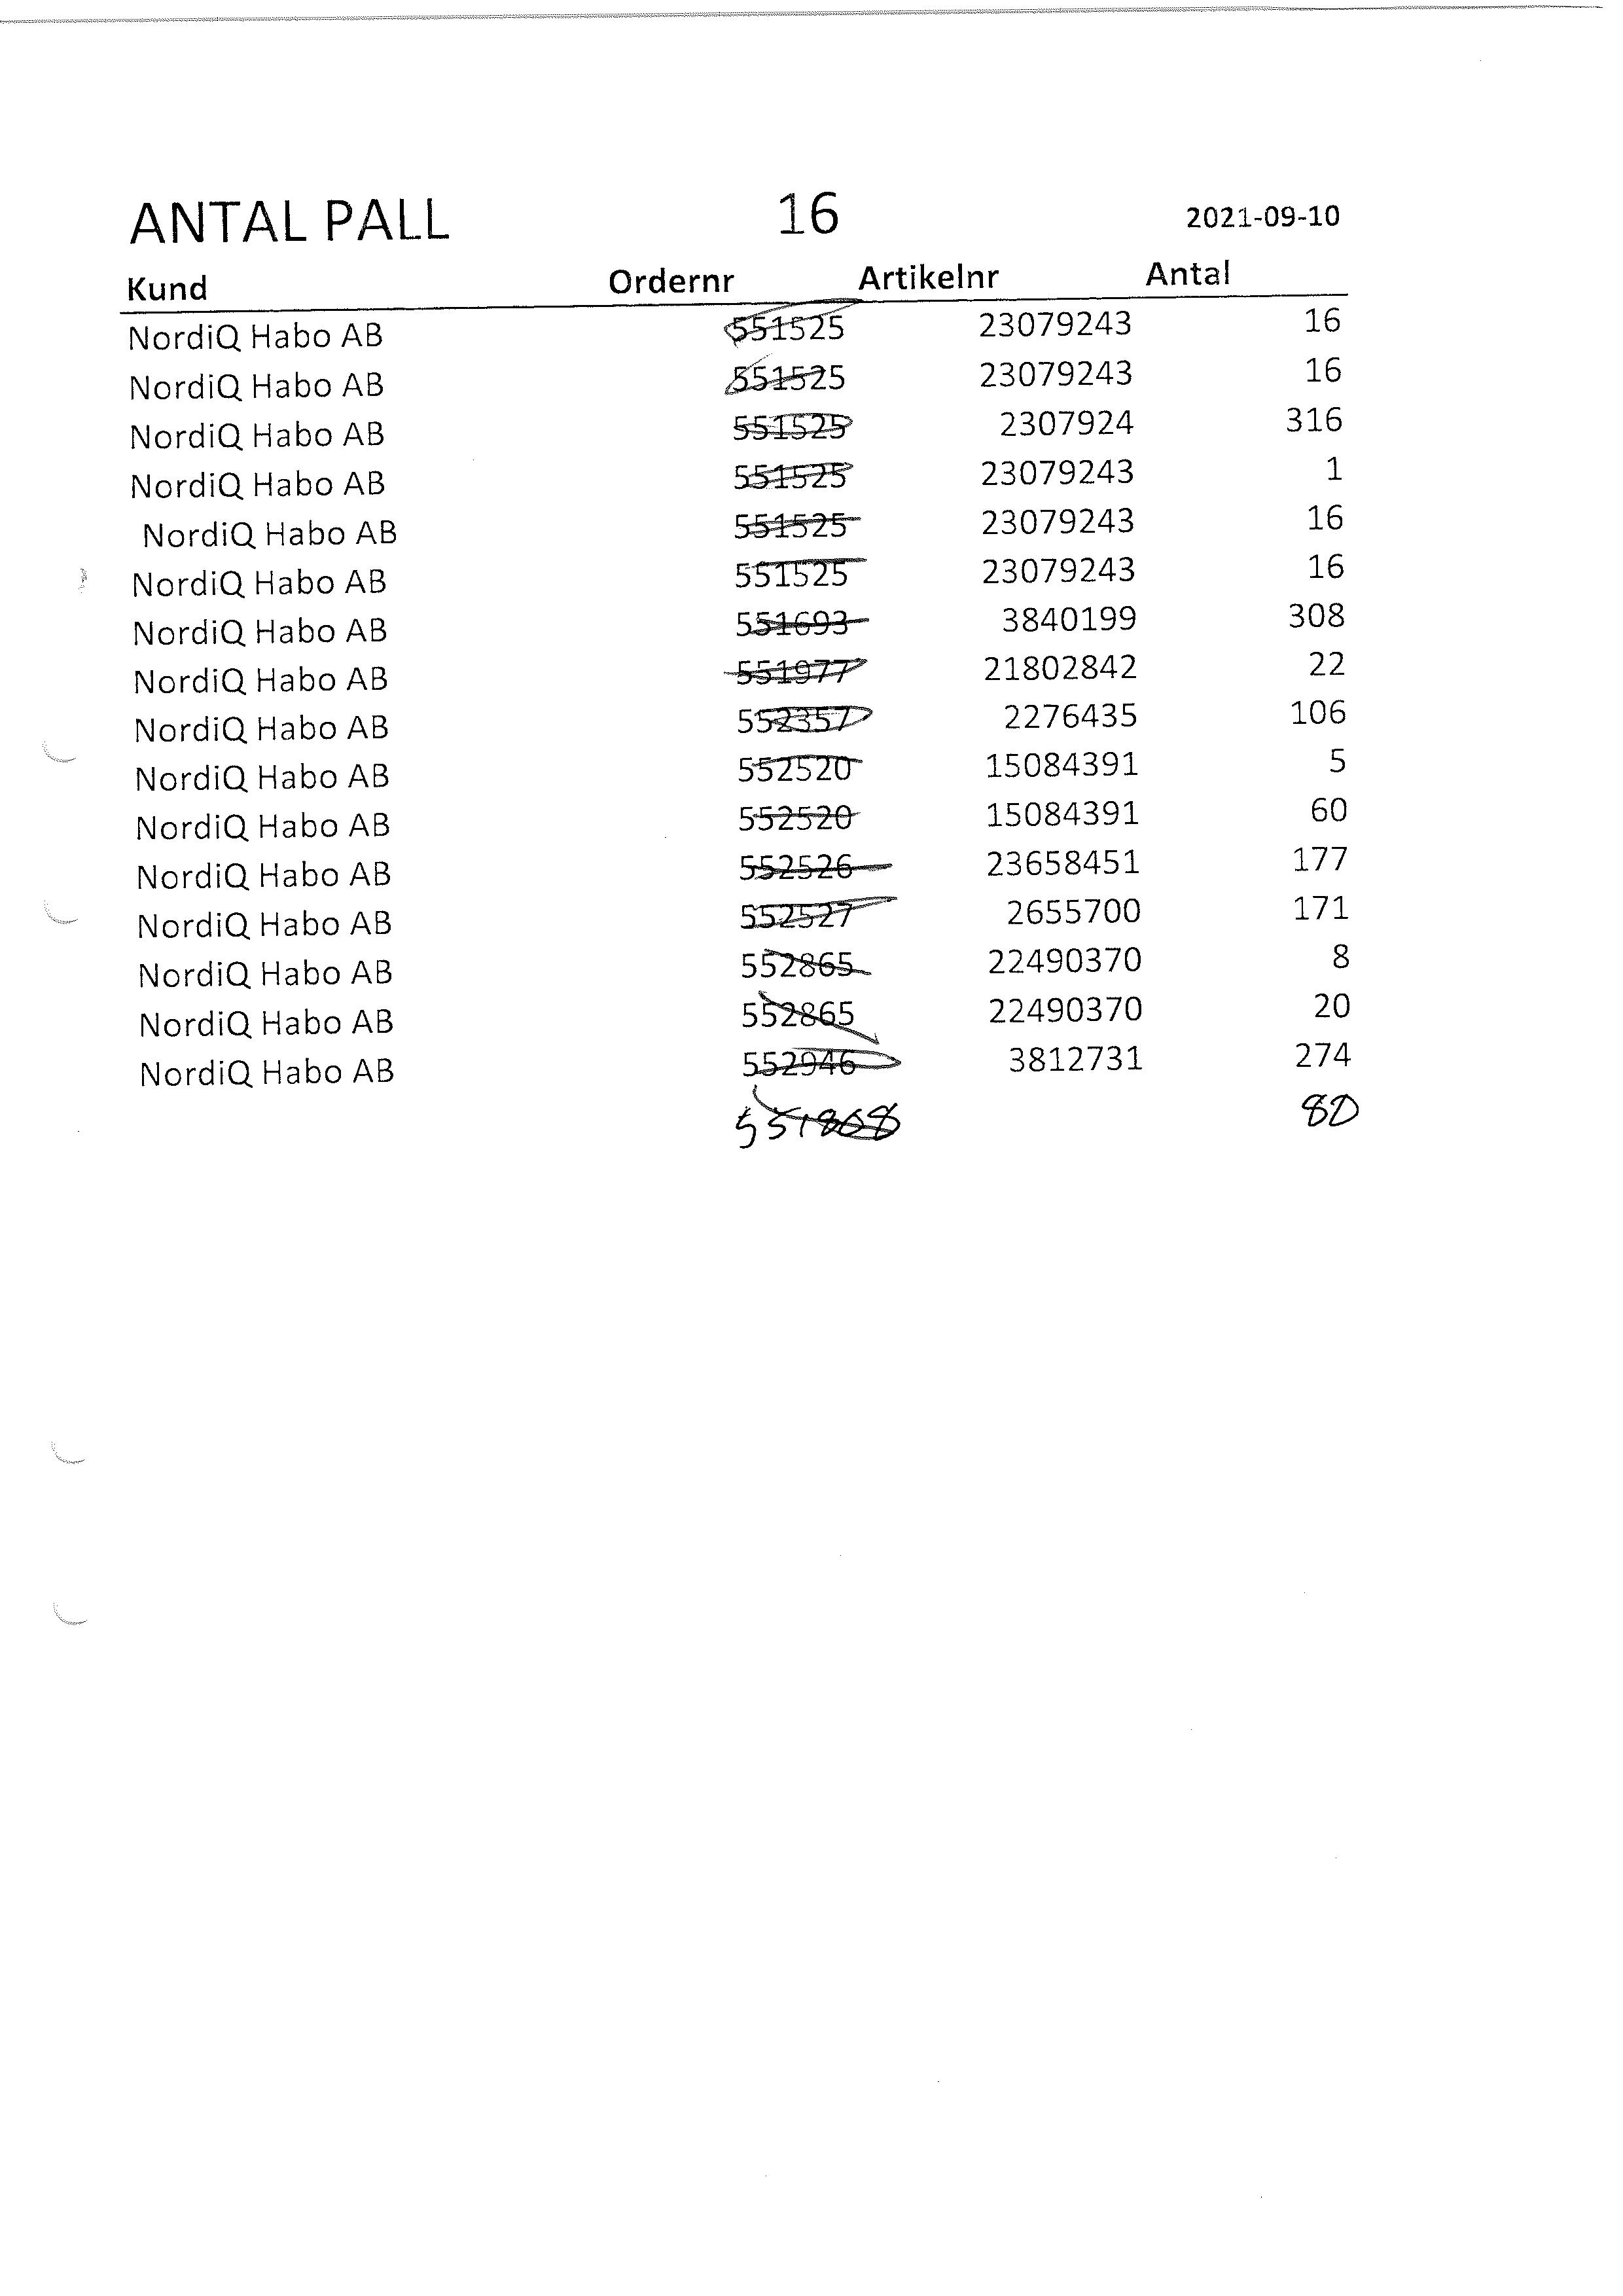 ANTAL PALL 16 2021-09-10
Kund Ordernr Artikelnr Antal
NordiQ Habo AB 551525 23079243 16
NordiQ Habo AB 551525 23079243 16
NordiQ Habo AB 551525 2307924 316
NordiQ Habo AB 551525 23079243 1
NordiQ Habo AB 551525 23079243 16
NordiQ Habo AB 551525 23079243 16
NordiQ Habo AB 551693 3840199 308
NordiQ Habo AB 551977 21802842 22
NordiQ Habo AB 552357 2276435 106
NordiQ Habo AB 552520 15084391 5
NordiQ Habo AB 552520 15084391 60
NordiQ Habo AB 552526 23658451 177
NordiQ Habo AB 552527 2655700 171
NordiQ Habo AB 552865 22490370 8
NordiQ Habo AB 552865 22490370 20
NordiQ Habo AB 552946 3812731 274
551868 80